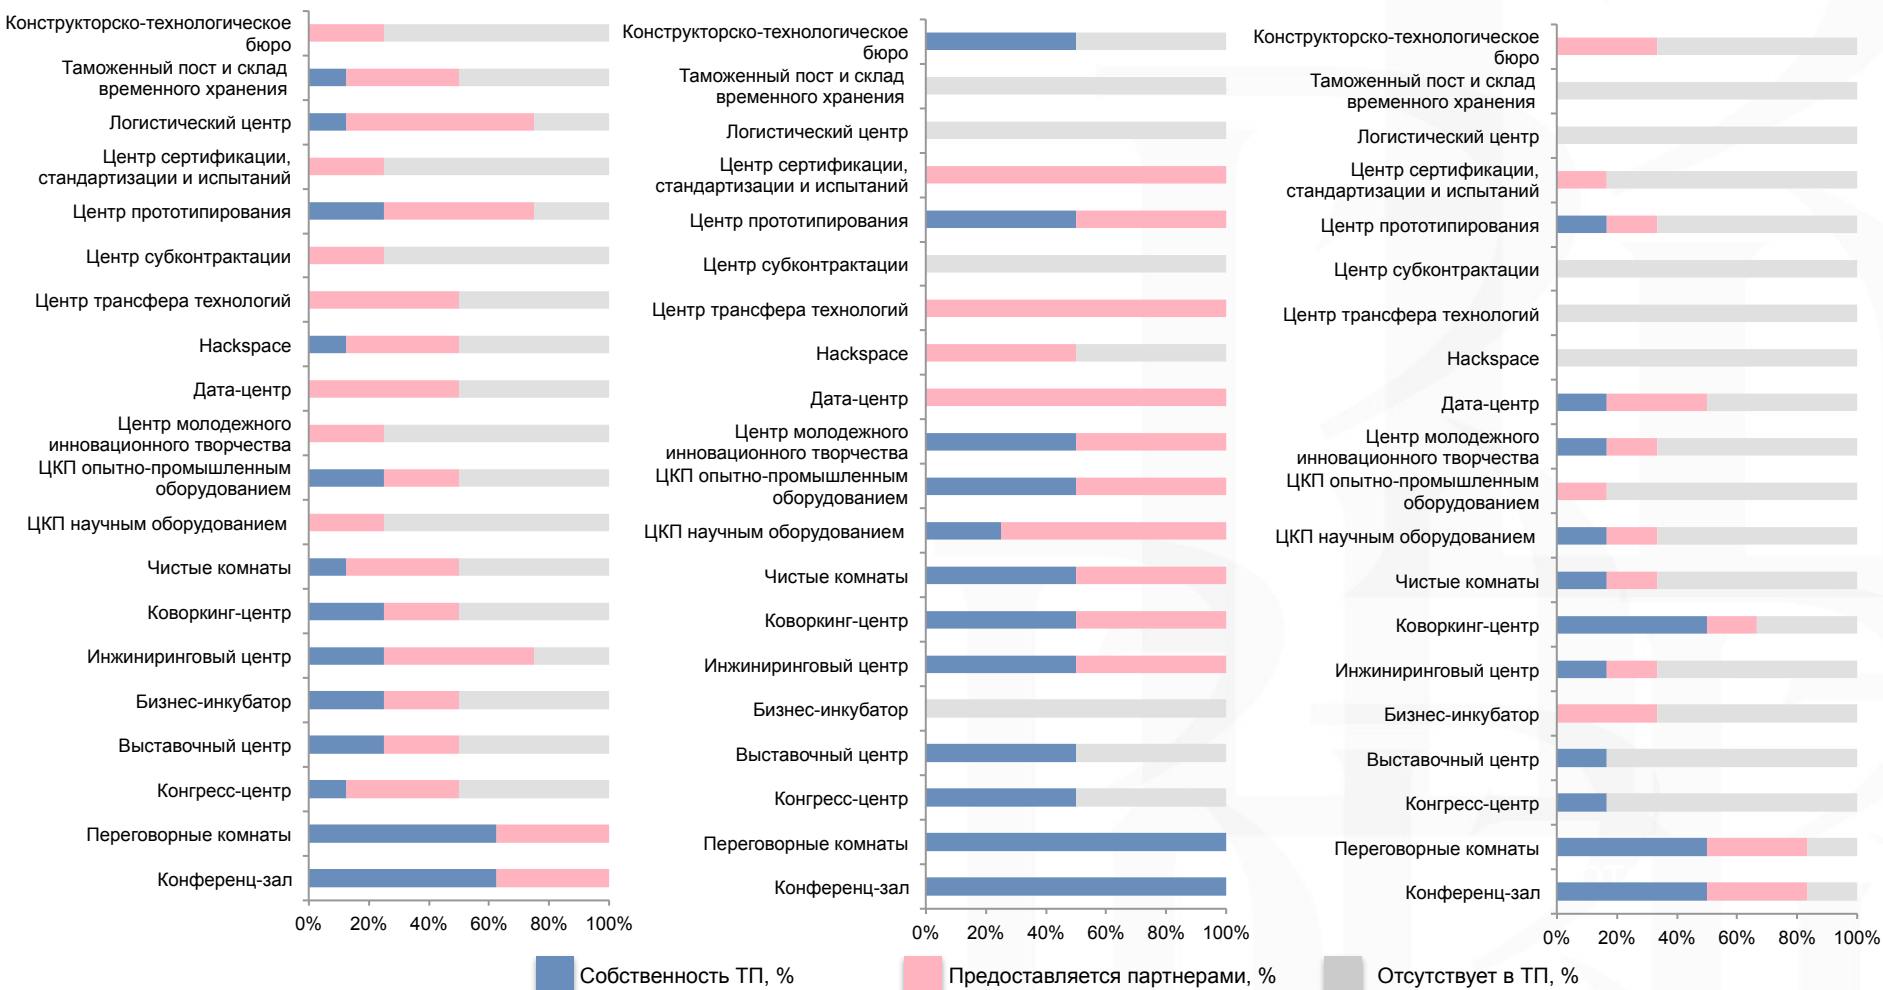 Конструкторско-технологическое
бюро
Таможенный пост и склад
временного хранения
Логистический центр
Центр сертификации,
стандартизации и испытаний
Центр прототипирования
Центр субконтрактации
Центр трансфера технологий
Hackspace
Дата-центр
Центр молодежного
инновационного творчества
ЦКП опытно-промышленным
оборудованием
ЦКП научным оборудованием
Чистые комнаты
Коворкинг-центр
Инжиниринговый центр
Бизнес-инкубатор
Выставочный центр
Конгресс-центр
Переговорные комнаты
Конференц-зал
0% 20% 40% 60% 80% 100%
Конструкторско-технологическое
бюро
Таможенный пост и склад
временного хранения
Логистический центр
Центр сертификации,
стандартизации и испытаний
Центр прототипирования
Центр субконтрактации
Центр трансфера технологий
Hackspace
Дата-центр
Центр молодежного
инновационного творчества
ЦКП опытно-промышленным
оборудованием
ЦКП научным оборудованием
Чистые комнаты
Коворкинг-центр
Инжиниринговый центр
Бизнес-инкубатор
Выставочный центр
Конгресс-центр
Переговорные комнаты
Конференц-зал
0% 20% 40% 60% 80% 100%
Конструкторско-технологическое
бюро
Таможенный пост и склад
временного хранения
Логистический центр
Центр сертификации,
стандартизации и испытаний
Центр прототипирования
Центр субконтрактации
Центр трансфера технологий
Hackspace
Дата-центр
Центр молодежного
инновационного творчества
ЦКП опытно-промышленным
оборудованием
ЦКП научным оборудованием
Чистые комнаты
Коворкинг-центр
Инжиниринговый центр
Бизнес-инкубатор
Выставочный центр
Конгресс-центр
Переговорные комнаты
Конференц-зал
0% 20% 40% 60% 80% 100%
Собственность ТП, % Предоставляется партнерами, % Отсутствует в ТП, %